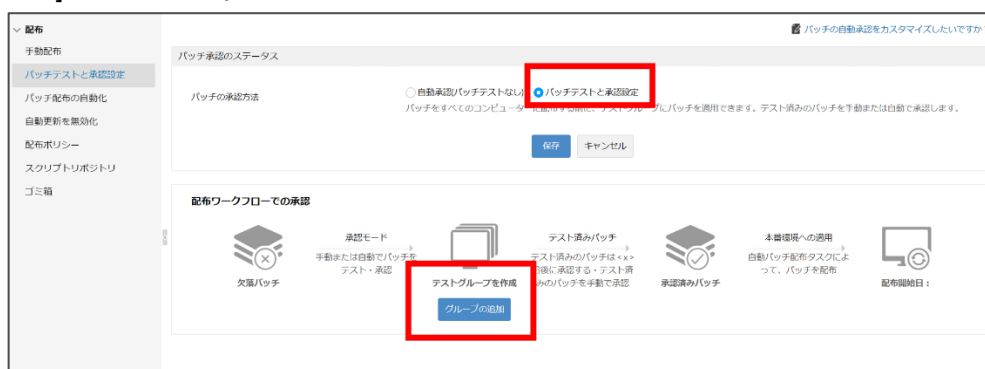 配布
手動配布
パッチテストと承認設定
パッチ配布の自動化
自動更新を無効化
配布ポリシー
スクリプトリポジトリ
ゴミ箱
パッチの自動承認をカスタマイズしたいですか
パッチ承認のステータス
パッチの承認方法
自動承認(パッチテストなし) パッチテストと承認設定
パッチをすべてのコンピューター に配布する前に、テストグループにパッチを適用できます。テスト済みのパッチを手動または自動で承認します。
保存 キャンセル
配布ワークフローでの承認
欠落パッチ
承認モード
手動または自動でパッチを
テスト・承認
テストグループを作成
グループの追加
テスト済みパッチ
テスト済みのパッチは<x>
後に承認する・テスト済
みのパッチを手動で承認
承認済みパッチ
本番環境への適用
自動パッチ配布タスクによ
って、パッチを配布
配布開始日：